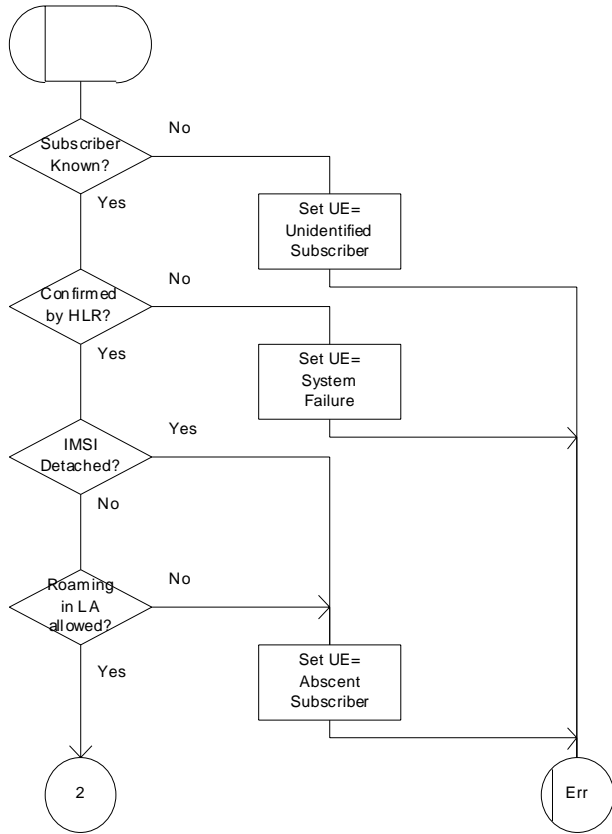 No
Subscriber
Known?
Yes
Set UE=
Unidentified
Subscriber
No
Confirmed
by HLR?
Yes
Set UE=
System
Failure
Yes
IMSI
Detached?
No
No
Roaming
in LA
allowed?
Yes
Set UE=
Abscent
Subscriber
2
Err